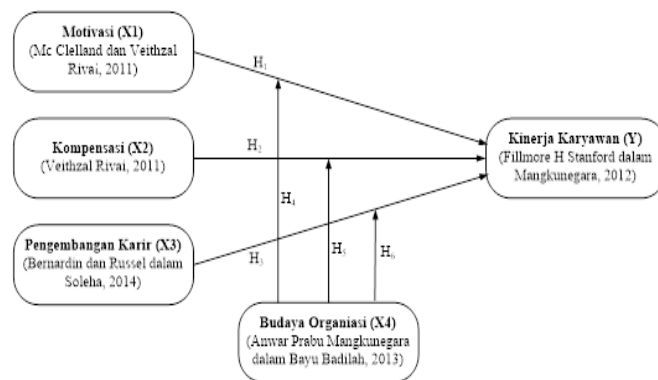 Motivasi (X1)
(Mc Clelland dan Veithzal
Rivai, 2011)
H₁
Kompensasi (X2)
(Veithzal Rivai, 2011)
H₂
Kinerja Karyawan (Y)
(Fillmore H Stanford dalam
Mangkunegara, 2012)
H₄
Pengembangan Karir (X3)
(Bernardin dan Russel dalam
Soleha, 2014)
H₃
H₅
H₆
Budaya Organiasi (X4)
(Anwar Prabu Mangkunegara
dalam Bayu Badilah, 2013)